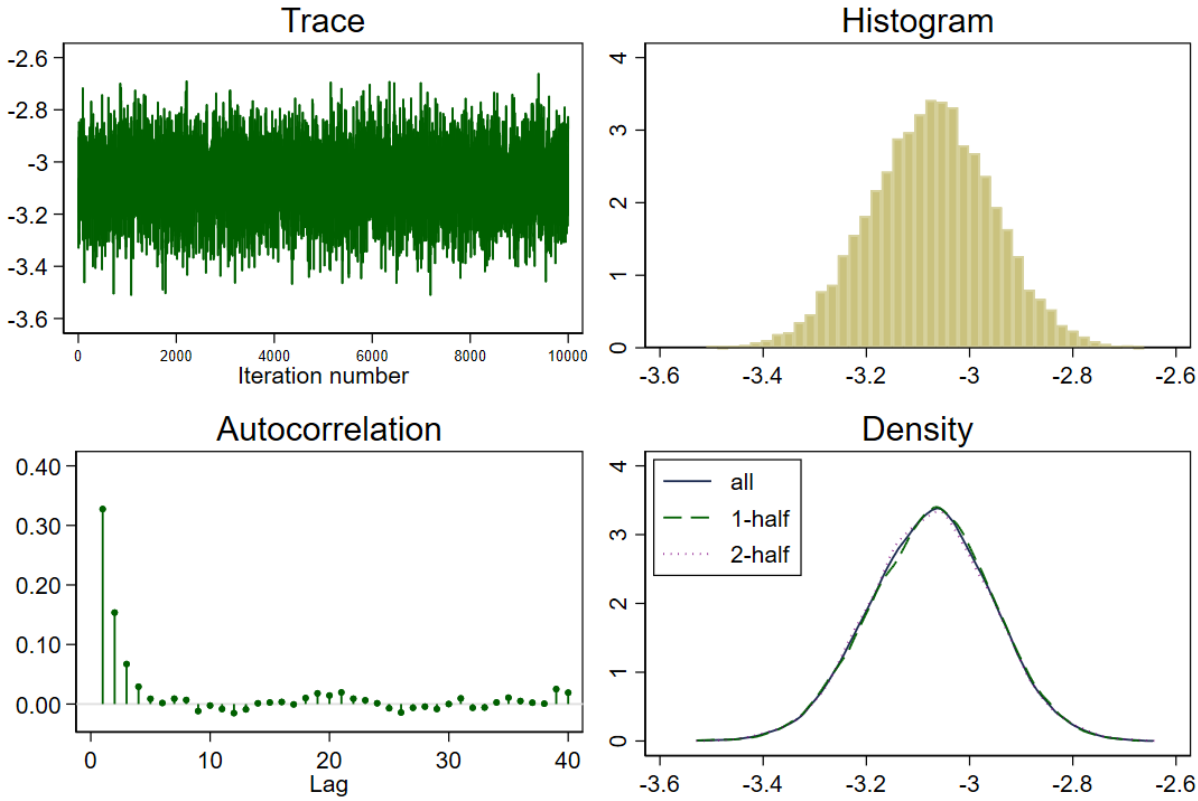 Trace
-2.6
-2.8
-3
-3.2
-3.4
-3.6
0 2000 4000 6000 8000 10000
Iteration number
Histogram
4
3
2
1
0
-3.6 -3.4 -3.2 -3 -2.8 -2.6
Autocorrelation
0.40
0.30
0.20
0.10
0.00
0 10 20 30 40
Lag
Density
4
3
2
1
0
all
1-half
2-half
-3.6 -3.4 -3.2 -3 -2.8 -2.6